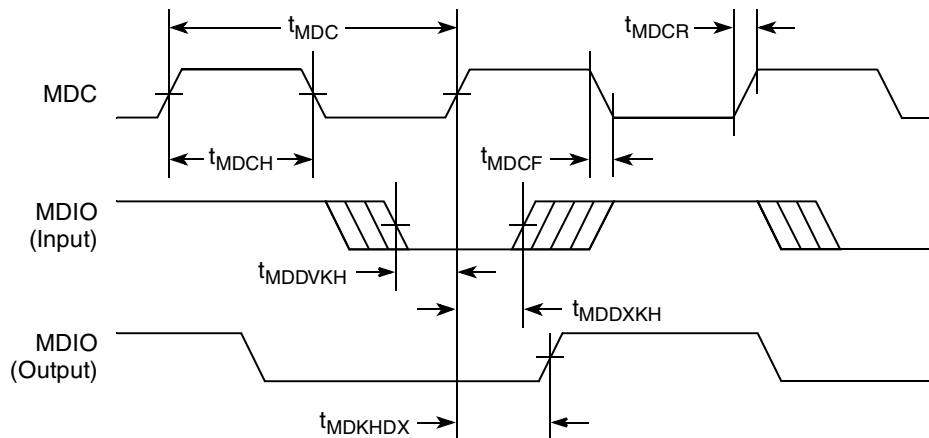 tMDC
tMDCR
MDC
tMDCH
tMDCF
MDIO
(Input)
tMDDVKH
tMDDXKH
MDIO
(Output)
tMDKHDX